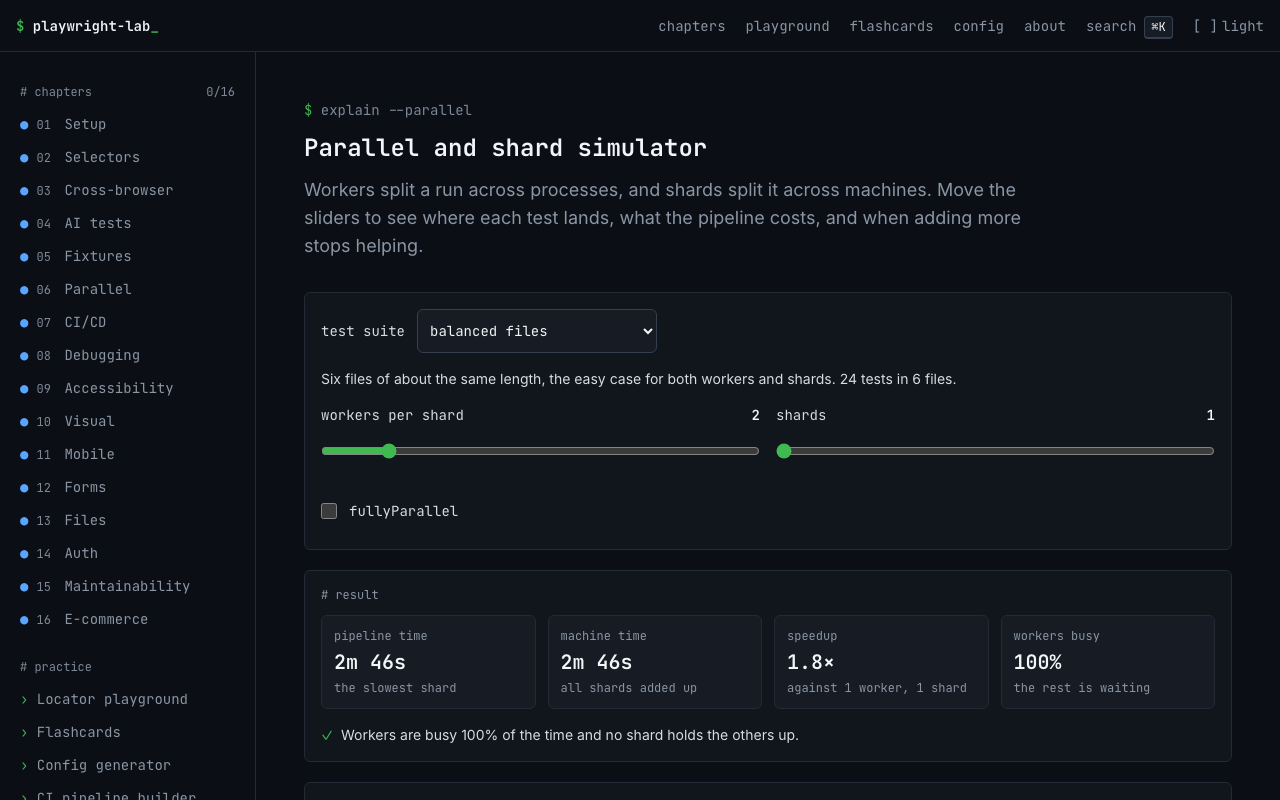 $ playwright-lab_
chapters playground flashcards config about search ⌘K [ ] light
# chapters 0/16
01 Setup
02 Selectors
03 Cross-browser
04 AI tests
05 Fixtures
06 Parallel
07 CI/CD
08 Debugging
09 Accessibility
10 Visual
11 Mobile
12 Forms
13 Files
14 Auth
15 Maintainability
16 E-commerce
# practice
› Locator playground
› Flashcards
› Config generator
› CI pipeline builder
$ explain --parallel
Parallel and shard simulator
Workers split a run across processes, and shards split it across machines. Move the
sliders to see where each test lands, what the pipeline costs, and when adding more
stops helping.
test suite balanced files
Six files of about the same length, the easy case for both workers and shards. 24 tests in 6 files.
workers per shard 2 shards 1
fullyParallel
# result
pipeline time machine time speedup workers busy
2m 46s 2m 46s 1.8× 100%
the slowest shard all shards added up against 1 worker, 1 shard the rest is waiting
✓ Workers are busy 100% of the time and no shard holds the others up.